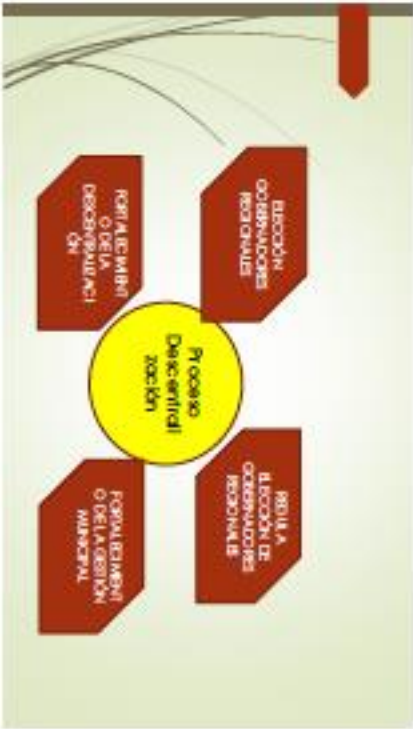 ELECCIÓN
GOBERNADORES
REGIONALES
REGULA
ELECCIÓN DE
GOBERNADORES
REGIONALES
Proceso
Descentrali
zación
FORTALECIMIENT
O DE LA
DESCENTRALIZACI
ÓN
FORTALECIMIENT
O DE LA GESTIÓN
MUNICIPAL